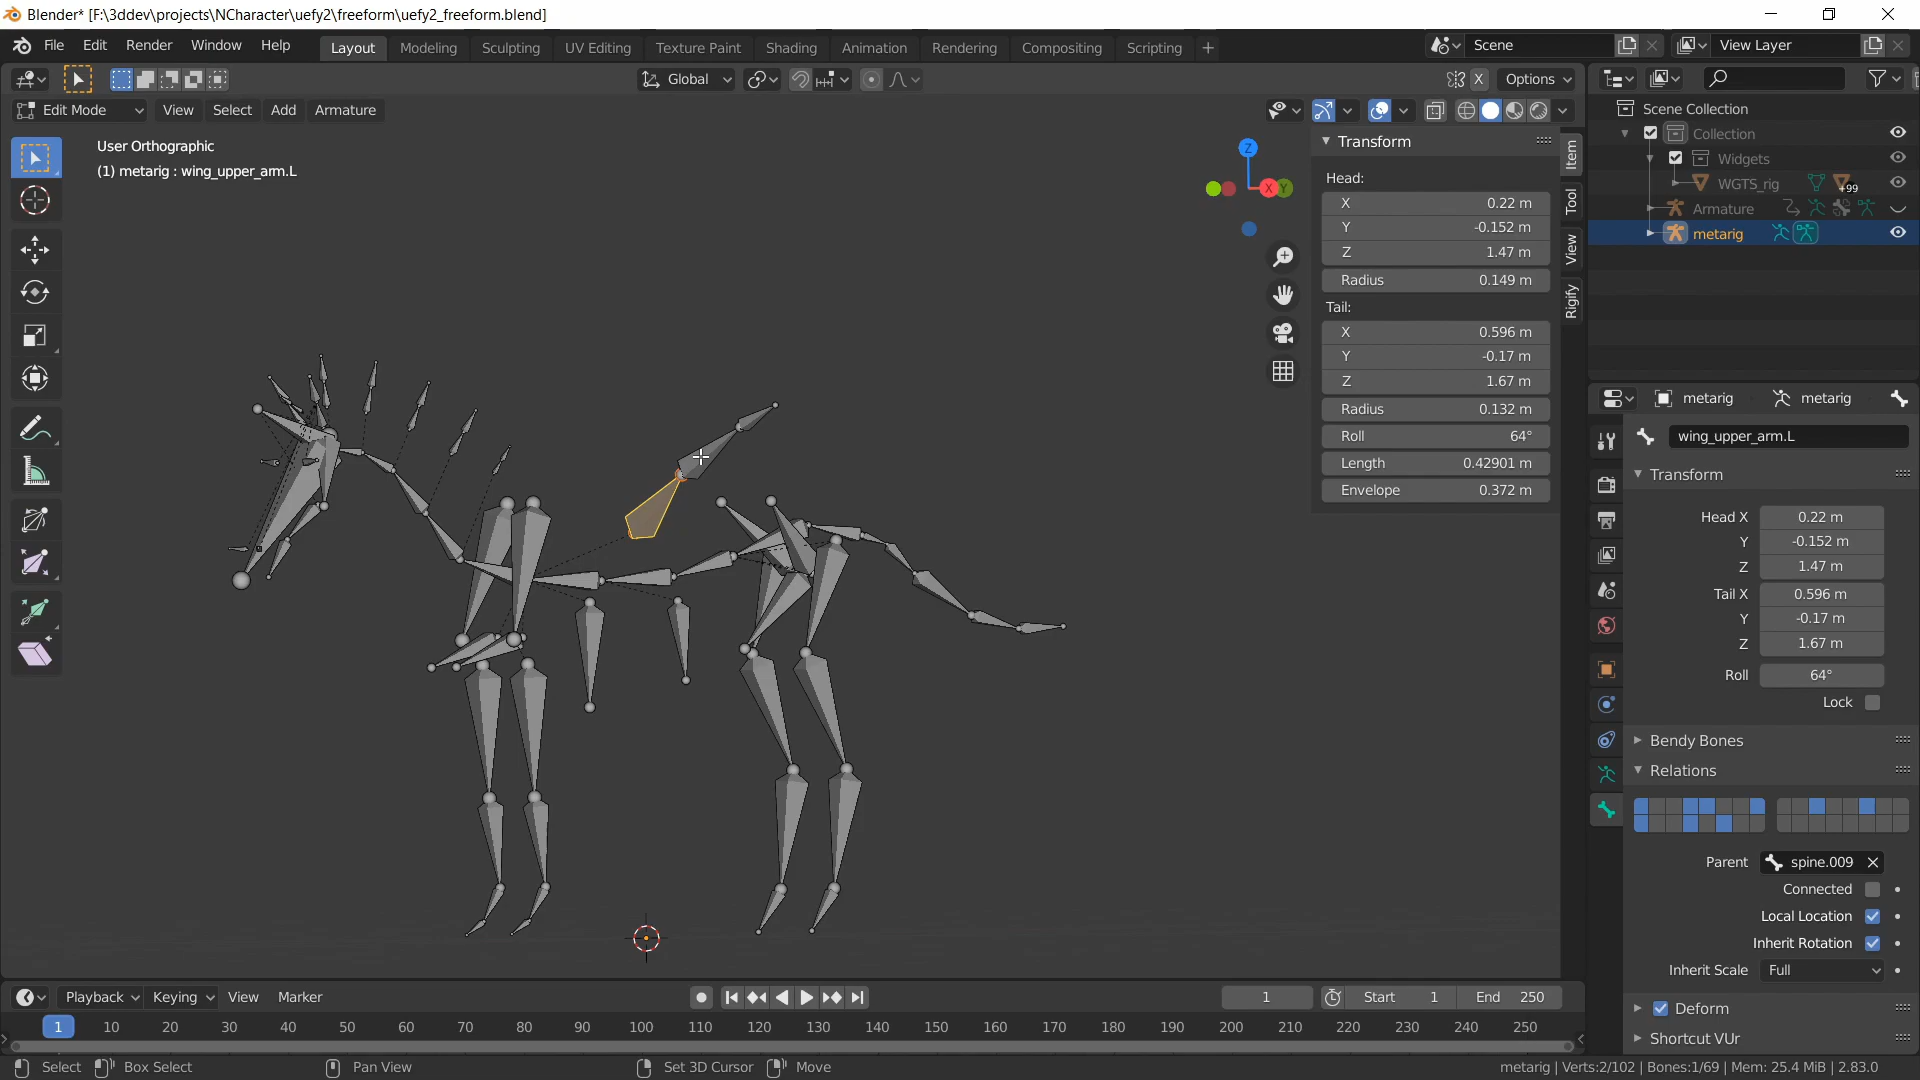 Blender* [F:\3ddev\projects\NCharacter\uefy2\freeform\uefy2_freeform.blend]
File Edit Render Window Help Layout Modeling Sculpting UV Editing Texture Paint Shading Animation Rendering Compositing Scripting + Scene View Layer
Global X Options
Edit Mode View Select Add Armature
User Orthographic
(1) metarig : wing_upper_arm.L
Z
X
Y
Transform
Head:
X 0.22 m
Y -0.152 m
Z 1.47 m
Radius 0.149 m
Tail:
X 0.596 m
Y -0.17 m
Z 1.67 m
Radius 0.132 m
Roll 64°
Length 0.42901 m
Envelope 0.372 m
Item
Tool
View
Rigify
Scene Collection
Collection
Widgets
WGTS_rig +99
Armature
metarig
metarig metarig
wing_upper_arm.L
Transform
Head X 0.22 m
Y -0.152 m
Z 1.47 m
Tail X 0.596 m
Y -0.17 m
Z 1.67 m
Roll 64°
Lock
Bendy Bones
Relations
Parent spine.009
Connected
Local Location
Inherit Rotation
Inherit Scale Full
Deform
Shortcut VUr
Playback Keying View Marker 1 Start 1 End 250
1 10 20 30 40 50 60 70 80 90 100 110 120 130 140 150 160 170 180 190 200 210 220 230 240 250
Select Box Select Pan View Set 3D Cursor Move metarig | Verts:2/102 | Bones:1/69 | Mem: 25.4 MiB | 2.83.0